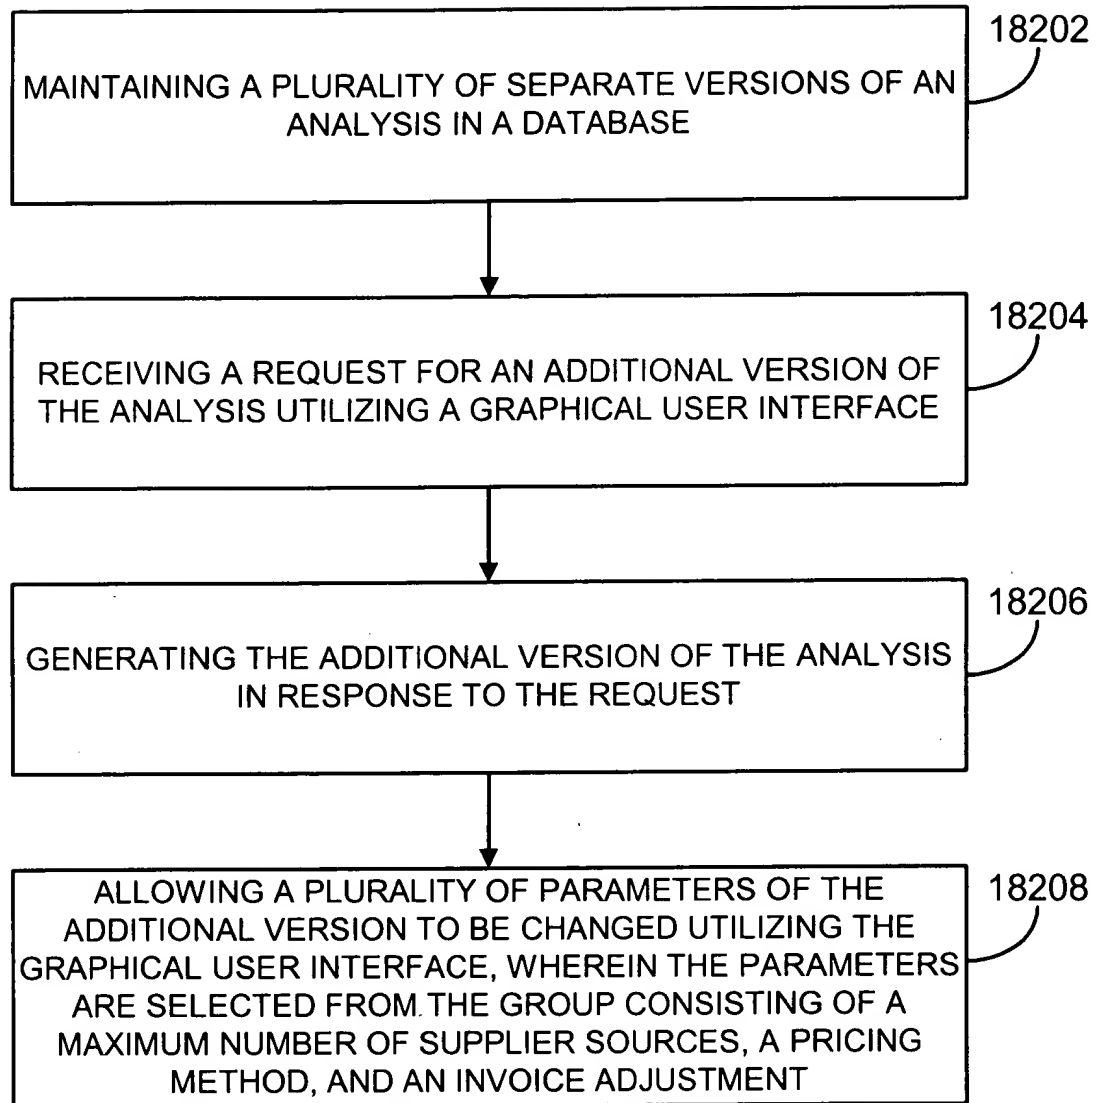 18202
MAINTAINING A PLURALITY OF SEPARATE VERSIONS OF AN
ANALYSIS IN A DATABASE
18204
RECEIVING A REQUEST FOR AN ADDITIONAL VERSION OF
THE ANALYSIS UTILIZING A GRAPHICAL USER INTERFACE
18206
GENERATING THE ADDITIONAL VERSION OF THE ANALYSIS
IN RESPONSE TO THE REQUEST
18208
ALLOWING A PLURALITY OF PARAMETERS OF THE
ADDITIONAL VERSION TO BE CHANGED UTILIZING THE
GRAPHICAL USER INTERFACE, WHEREIN THE PARAMETERS
ARE SELECTED FROM THE GROUP CONSISTING OF A
MAXIMUM NUMBER OF SUPPLIER SOURCES, A PRICING
METHOD, AND AN INVOICE ADJUSTMENT